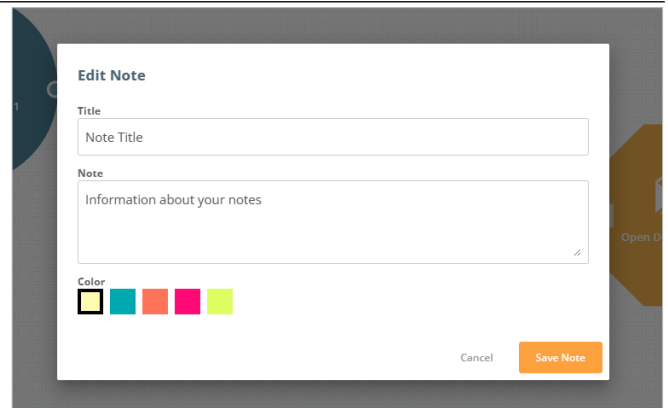 Edit Note
Title
Note Title
Note
Information about your notes
Color
Cancel
Save Note
1
Open D